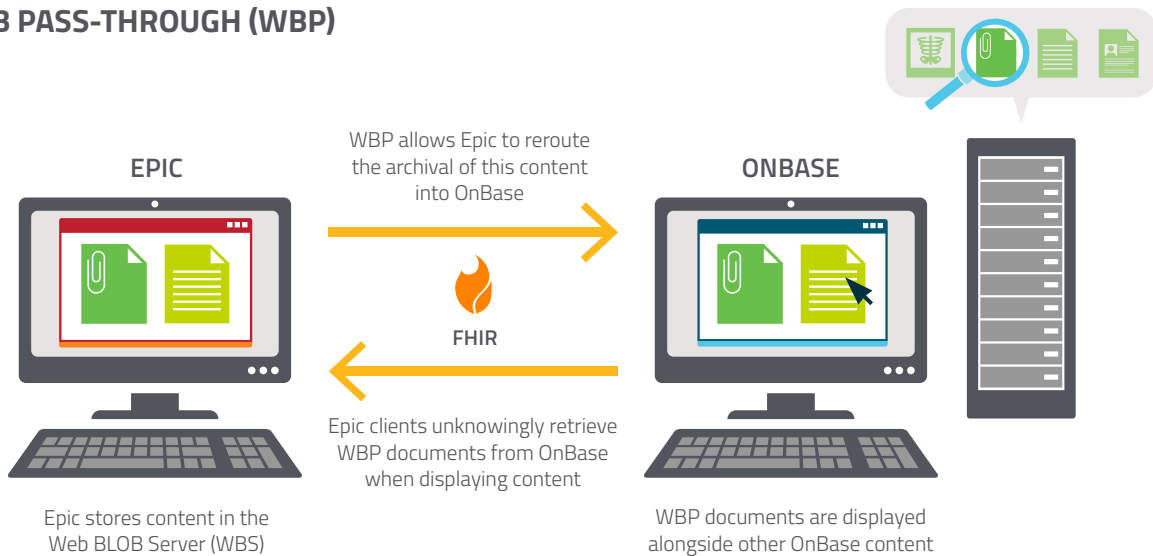 PASS-THROUGH (WBP)
EPIC
WBP allows Epic to reroute
the archival of this content
into OnBase
ONBASE
FHIR
Epic clients unknowingly retrieve
WBP documents from OnBase
when displaying content
Epic stores content in the
Web BLOB Server (WBS)
WBP documents are displayed
alongside other OnBase content